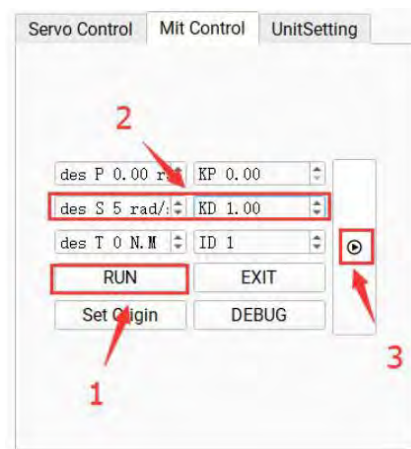 Servo Control Mit Control UnitSetting
2
des P 0.00 r KP 0.00
des S 5 rad/s KD 1.00
des T 0 N.M ID 1
RUN EXIT
Set Origin DEBUG
1
3